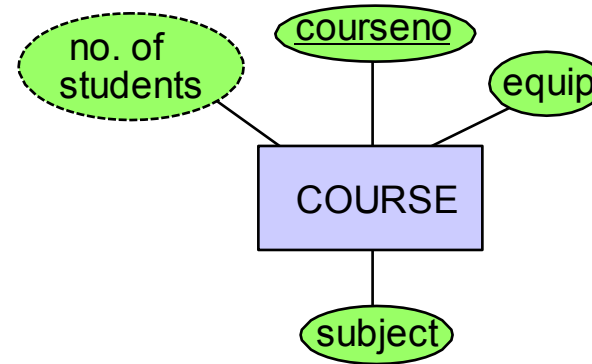 no. of
students
courseno
equip
COURSE
subject